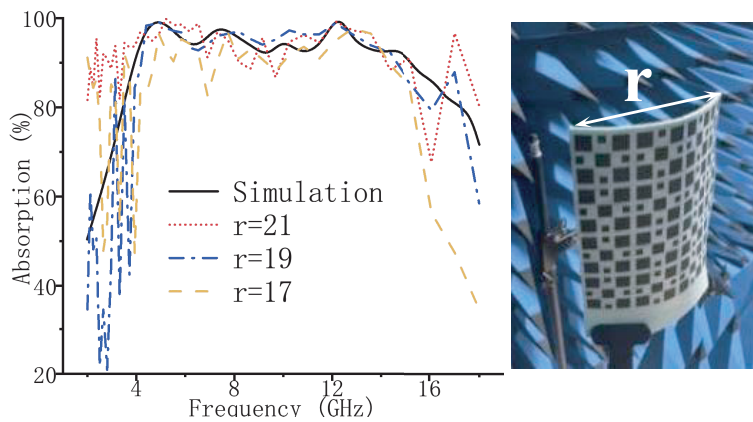 Absorption (%)
100
80
60
40
20
4
8
12
16
Frequency (GHz)
Simulation
r=21
r=19
r=17
r